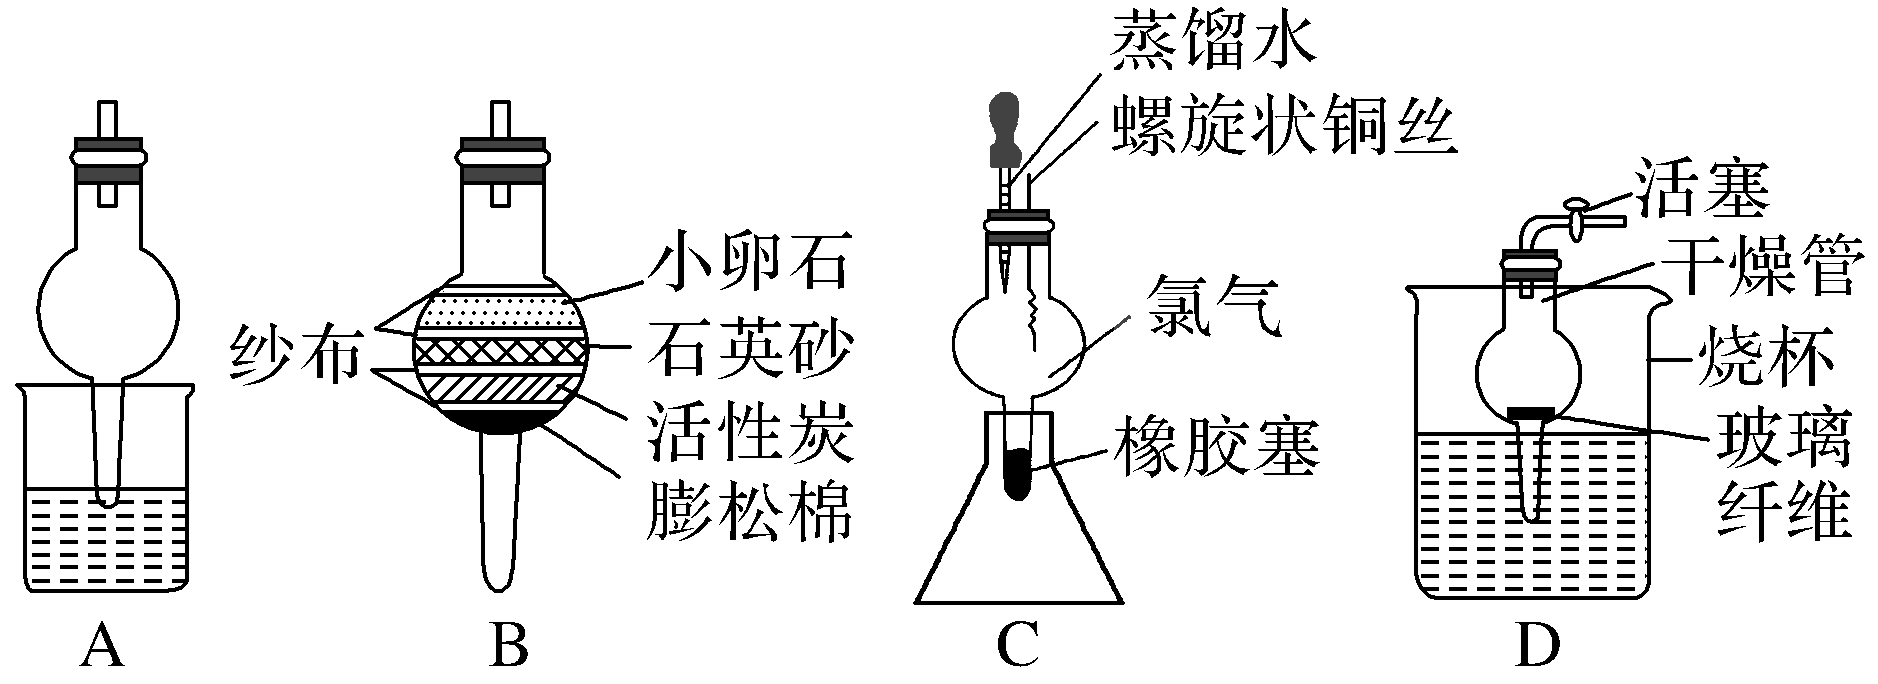 蒸馏水
螺旋状铜丝
小卵石
纱布
石英砂
活性炭
膨松棉
氯气
橡胶塞
活塞
干燥管
烧杯
玻璃
纤维
A
B
C
D